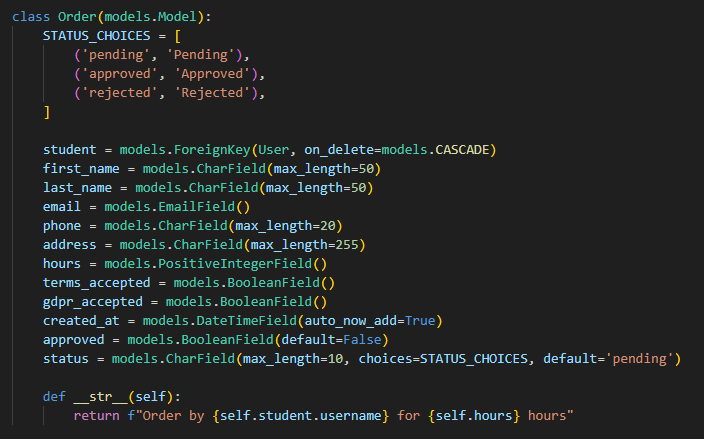 class Order(models.Model):
    STATUS_CHOICES = [
        ('pending', 'Pending'),
        ('approved', 'Approved'),
        ('rejected', 'Rejected'),
    ]

    student = models.ForeignKey(User, on_delete=models.CASCADE)
    first_name = models.CharField(max_length=50)
    last_name = models.CharField(max_length=50)
    email = models.EmailField()
    phone = models.CharField(max_length=20)
    address = models.CharField(max_length=255)
    hours = models.PositiveIntegerField()
    terms_accepted = models.BooleanField()
    gdpr_accepted = models.BooleanField()
    created_at = models.DateTimeField(auto_now_add=True)
    approved = models.BooleanField(default=False)
    status = models.CharField(max_length=10, choices=STATUS_CHOICES, default='pending')

    def __str__(self):
        return f"Order by {self.student.username} for {self.hours} hours"